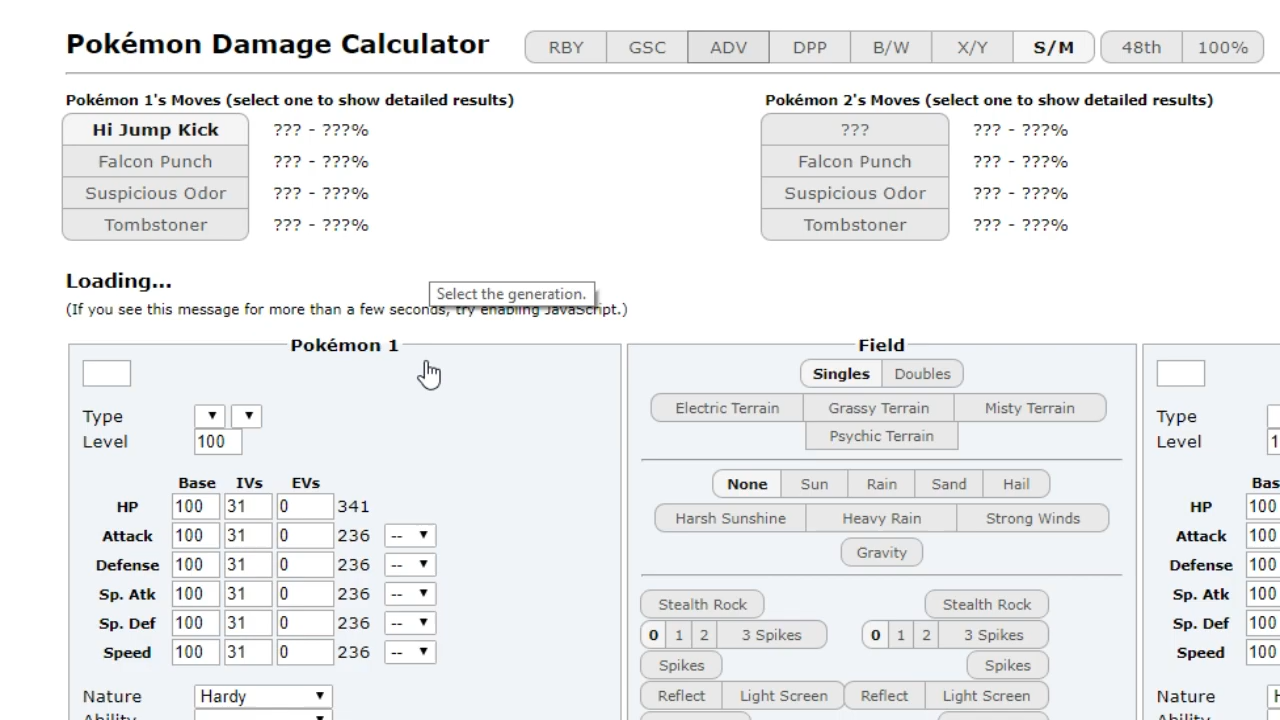 Pokémon Damage Calculator RBY GSC ADV DPP B/W X/Y S/M 48th 100%
Pokémon 1's Moves (select one to show detailed results) Pokémon 2's Moves (select one to show detailed results)
Hi Jump Kick ??? - ???% ??? ??? - ???%
Falcon Punch ??? - ???% Falcon Punch ??? - ???%
Suspicious Odor ??? - ???% Suspicious Odor ??? - ???%
Tombstoner ??? - ???% Tombstoner ??? - ???%
Loading...
Select the generation.
(If you see this message for more than a few seconds, try enabling JavaScript.)
Pokémon 1
Type
Level 100
Base IVs EVs
HP 100 31 0 341
Attack 100 31 0 236 --
Defense 100 31 0 236 --
Sp. Atk 100 31 0 236 --
Sp. Def 100 31 0 236 --
Speed 100 31 0 236 --
Nature Hardy
Ability
Field
Singles Doubles
Electric Terrain Grassy Terrain Misty Terrain
Psychic Terrain
None Sun Rain Sand Hail
Harsh Sunshine Heavy Rain Strong Winds
Gravity
Stealth Rock Stealth Rock
0 1 2 3 Spikes 0 1 2 3 Spikes
Spikes Spikes
Reflect Light Screen Reflect Light Screen
Type
Level 1
Bas
HP 100
Attack 100
Defense 100
Sp. Atk 100
Sp. Def 100
Speed 100
Nature H
Ability